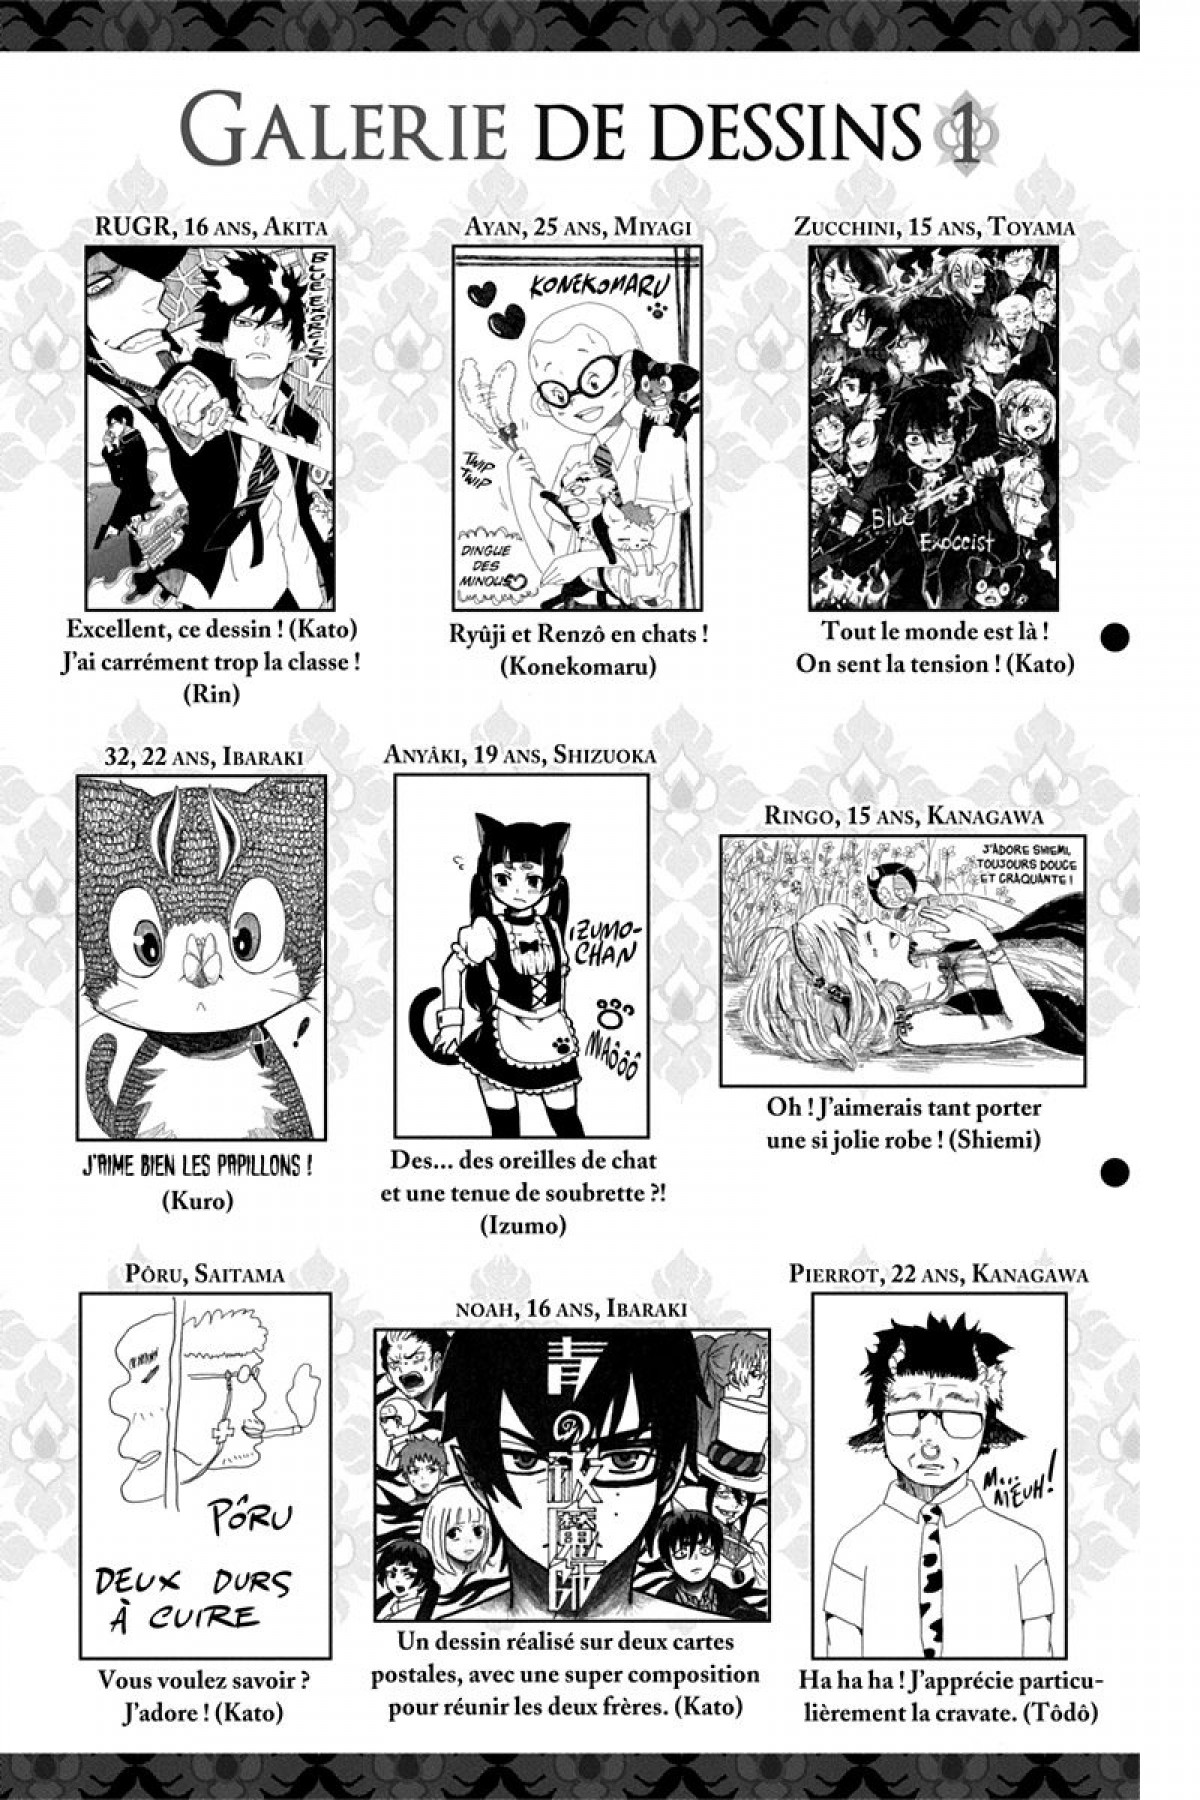 GALERIE DE DESSINS 1
RUGR, 16 ANS, AKITA
BLUE EXORCIST
Excellent, ce dessin ! (Kato)
J'ai carrément trop la classe !
(Rin)
AYAN, 25 ANS, MIYAGI
KONEKOMARU
TWIP
TWIP
DINGUE
DES
MINOUS
Ryûji et Renzô en chats !
(Konekomaru)
ZUCCHINI, 15 ANS, TOYAMA
Blue
Exorcist
Tout le monde est là !
On sent la tension ! (Kato)
32, 22 ANS, IBARAKI
J'AIME BIEN LES PAPILLONS !
(Kuro)
ANYÂKI, 19 ANS, SHIZUOKA
IZUMO-
CHAN
MAÔÔÔ
Des... des oreilles de chat
et une tenue de soubrette ?!
(Izumo)
RINGO, 15 ANS, KANAGAWA
J'ADORE SHIEMI,
TOUJOURS DOUCE
ET CRAQUANTE !
Oh ! J'aimerais tant porter
une si jolie robe ! (Shiemi)
PÔRU, SAITAMA
PÔRU
DEUX DURS
À CUIRE
Vous voulez savoir ?
J'adore ! (Kato)
NOAH, 16 ANS, IBARAKI
青の祓魔師
Un dessin réalisé sur deux cartes
postales, avec une super composition
pour réunir les deux frères. (Kato)
PIERROT, 22 ANS, KANAGAWA
M...
MEUH!
Ha ha ha ! J'apprécie particu-
lièrement la cravate. (Tôdô)